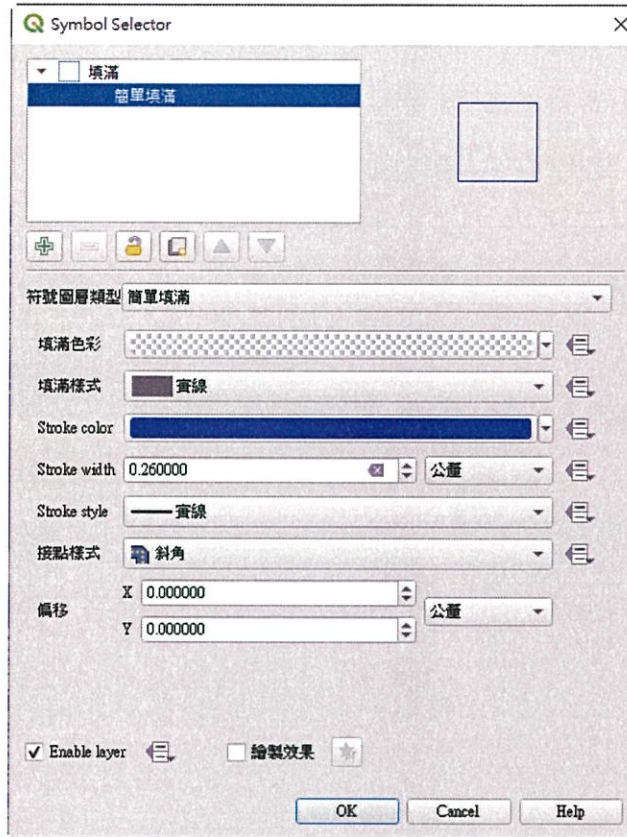 Symbol Selector
填滿
簡單填滿
符號圖層類型 簡單填滿
填滿色彩
填滿樣式 實線
Stroke color
Stroke width 0.260000 公釐
Stroke style 實線
接點樣式 斜角
偏移 X 0.000000 公釐
Y 0.000000
Enable layer 繪製效果
OK Cancel Help